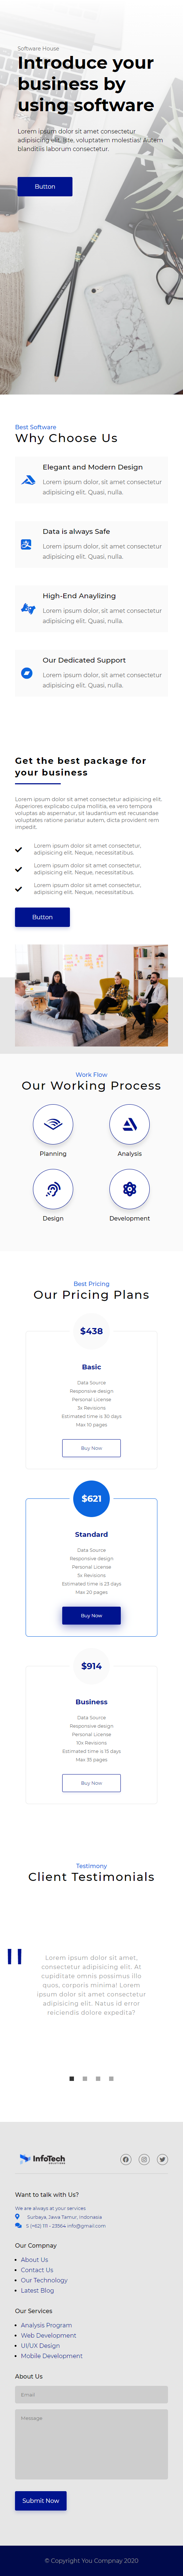 Software House
Introduce your
business by
using software
Lorem ipsum dolor sit amet consectetur
adipisicing elit. Iste, voluptatem molestias! Autem
blanditiis laborum consectetur.
Button
Best Software
Why Choose Us
Elegant and Modern Design
Lorem ipsum dolor, sit amet consectetur
adipisicing elit. Quasi, nulla.
Data is always Safe
Lorem ipsum dolor, sit amet consectetur
adipisicing elit. Quasi, nulla.
High-End Anaylizing
Lorem ipsum dolor, sit amet consectetur
adipisicing elit. Quasi, nulla.
Our Dedicated Support
Lorem ipsum dolor, sit amet consectetur
adipisicing elit. Quasi, nulla.
Get the best package for
your business
Lorem ipsum dolor sit amet consectetur adipisicing elit.
Asperiores explicabo culpa mollitia, ea vero tempora
voluptas ab aspernatur, sit laudantium est recusandae
voluptates ratione pariatur autem, dicta provident rem
impedit.
Lorem ipsum dolor sit amet consectetur,
adipisicing elit. Neque, necessitatibus.
Lorem ipsum dolor sit amet consectetur,
adipisicing elit. Neque, necessitatibus.
Lorem ipsum dolor sit amet consectetur,
adipisicing elit. Neque, necessitatibus.
Button
Work Flow
Our Working Process
Planning
Analysis
Design
Development
Best Pricing
Our Pricing Plans
$438
Basic
Data Source
Responsive design
Personal License
3x Revisions
Estimated time is 30 days
Max 10 pages
Buy Now
$621
Standard
Data Source
Responsive design
Personal License
5x Revisions
Estimated time is 23 days
Max 20 pages
Buy Now
$914
Business
Data Source
Responsive design
Personal License
10x Revisions
Estimated time is 15 days
Max 35 pages
Buy Now
Testimony
Client Testimonials
"
Lorem ipsum dolor sit amet,
consectetur adipisicing elit. At
cupiditate omnis possimus illo
quos, corporis minima! Lorem
ipsum dolor sit amet consectetur
adipisicing elit. Natus id error
reiciendis dolore expedita?
InfoTech
Want to talk with Us?
We are always at your services
Surbaya, Jawa Temur, Indonasia
S (+62) 111 - 23564 info@gmail.com
Our Compnay
About Us
Contact Us
Our Technology
Latest Blog
Our Services
Analysis Program
Web Development
UI/UX Design
Mobile Development
About Us
Email
Message
Submit Now
© Copyright You Compnay 2020